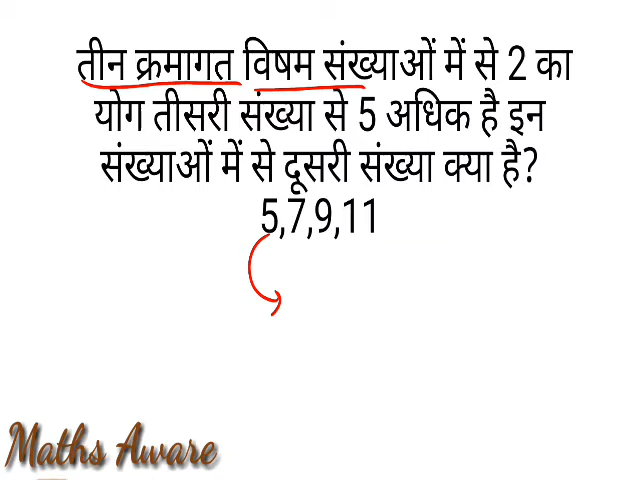 तीन क्रमागत विषम संख्याओं में से 2 का
योग तीसरी संख्या से 5 अधिक है इन
संख्याओं में से दूसरी संख्या क्या है?
5,7,9,11
Maths Aware